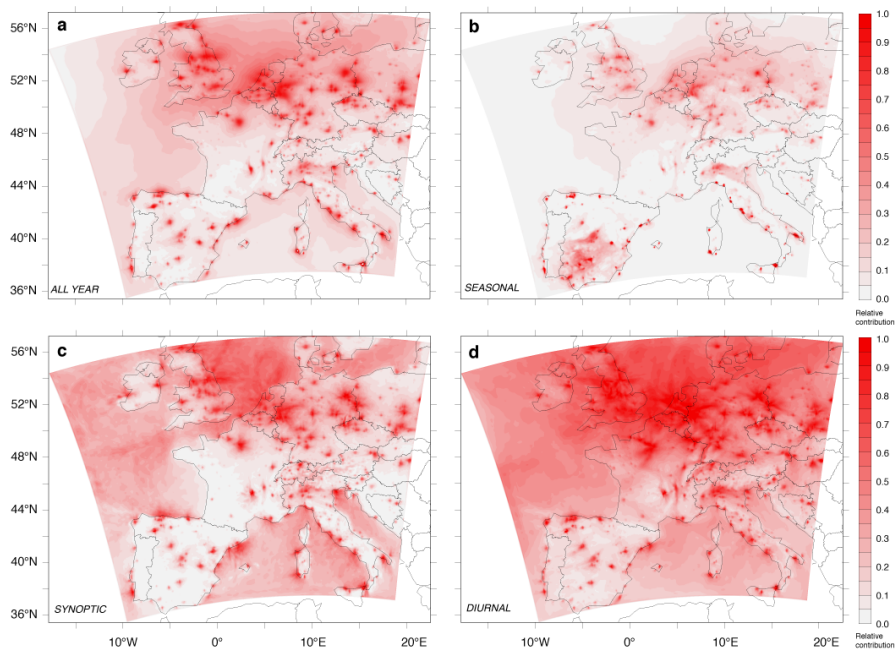 a
b
56°N
52°N
48°N
44°N
40°N
36°N
ALL YEAR
SEASONAL
1.0
0.9
0.8
0.7
0.6
0.5
0.4
0.3
0.2
0.1
0.0
Relative
contribution
c
d
56°N
52°N
48°N
44°N
40°N
36°N
SYNOPTIC
DIURNAL
1.0
0.9
0.8
0.7
0.6
0.5
0.4
0.3
0.2
0.1
0.0
Relative
contribution
10°W 0° 10°E 20°E 10°W 0° 10°E 20°E